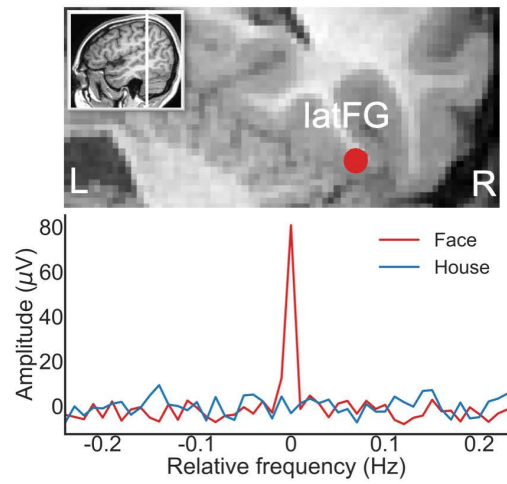 latFG
L
R
Amplitude (µV)
80
60
40
20
0
Face
House
-0.2
-0.1
0
0.1
0.2
Relative frequency (Hz)